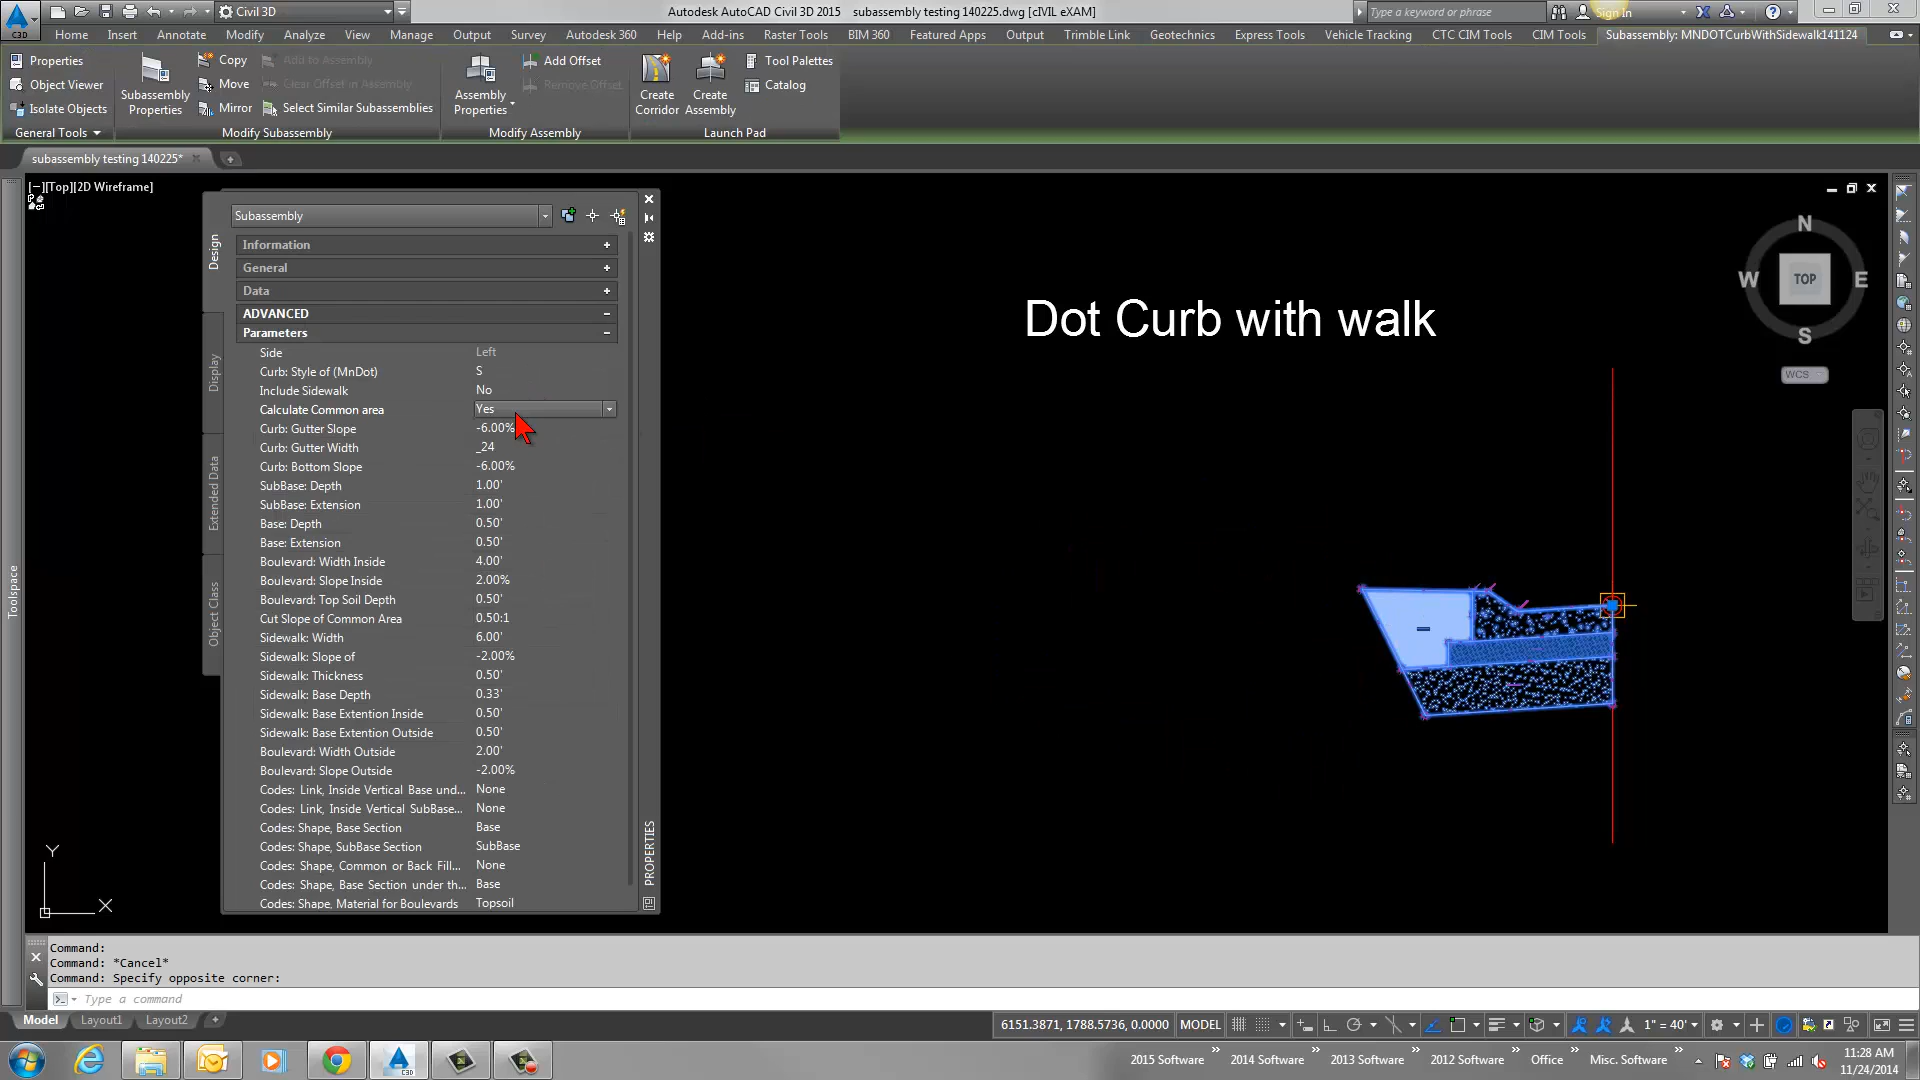 Civil 3D
Autodesk AutoCAD Civil 3D 2015 subassembly testing 140225.dwg [cIVIL eXAM]
Type a keyword or phrase
Sign In
C3D
Home Insert Annotate Modify Analyze View Manage Output Survey Autodesk 360 Help Add-ins Raster Tools BIM 360 Featured Apps Output Trimble Link Geotechnics Express Tools Vehicle Tracking CTC CIM Tools CIM Tools Subassembly: MNDOTCurbWithSidewalk141124
Properties
Object Viewer
Isolate Objects
General Tools
Subassembly Properties
Copy
Move
Mirror
Add to Assembly
Clear Offset in Assembly
Select Similar Subassemblies
Modify Subassembly
Assembly Properties
Add Offset
Remove Offset
Modify Assembly
Create Corridor
Create Assembly
Tool Palettes
Catalog
Launch Pad
subassembly testing 140225*
[−][Top][2D Wireframe]
Toolspace
Design
Display
Extended Data
Object Class
PROPERTIES
Subassembly
Information
General
Data
ADVANCED
Parameters
Side Left
Curb: Style of (MnDot) S
Include Sidewalk No
Calculate Common area Yes
Curb: Gutter Slope -6.00%
Curb: Gutter Width _24
Curb: Bottom Slope -6.00%
SubBase: Depth 1.00'
SubBase: Extension 1.00'
Base: Depth 0.50'
Base: Extension 0.50'
Boulevard: Width Inside 4.00'
Boulevard: Slope Inside 2.00%
Boulevard: Top Soil Depth 0.50'
Cut Slope of Common Area 0.50:1
Sidewalk: Width 6.00'
Sidewalk: Slope of -2.00%
Sidewalk: Thickness 0.50'
Sidewalk: Base Depth 0.33'
Sidewalk: Base Extention Inside 0.50'
Sidewalk: Base Extention Outside 0.50'
Boulevard: Width Outside 2.00'
Boulevard: Slope Outside -2.00%
Codes: Link, Inside Vertical Base und... None
Codes: Link, Inside Vertical SubBase... None
Codes: Shape, Base Section Base
Codes: Shape, SubBase Section SubBase
Codes: Shape, Common or Back Fill... None
Codes: Shape, Base Section under th... Base
Codes: Shape, Material for Boulevards Topsoil
Dot Curb with walk
N
W TOP E
S
WCS
Y
X
Command:
Command: *Cancel*
Command: Specify opposite corner:
Type a command
Model Layout1 Layout2
6151.3871, 1788.5736, 0.0000 MODEL 1" = 40'
2015 Software 2014 Software 2013 Software 2012 Software Office Misc. Software
11:28 AM
11/24/2014